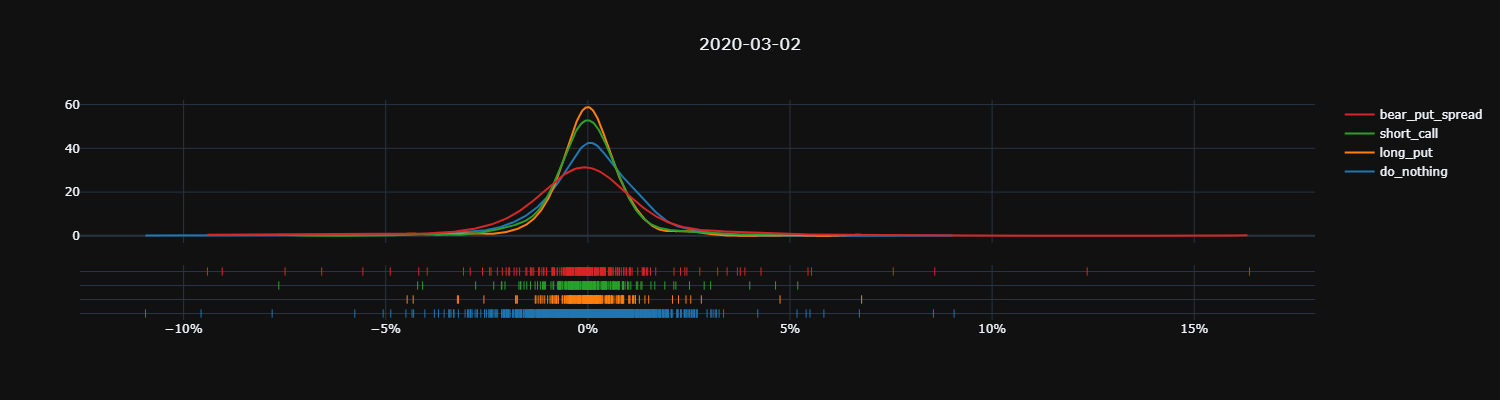 2020-03-02
60
40
20
0
bear_put_spread
short_call
long_put
do_nothing
−10%
−5%
0%
5%
10%
15%